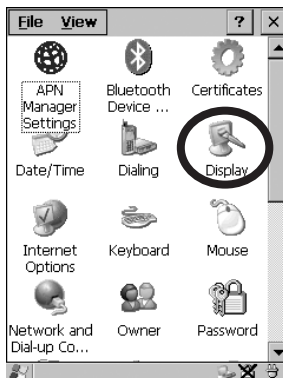 File View ? ×
APN Manager Settings
Bluetooth Device ...
Certificates
Date/Time
Dialing
Display
Internet Options
Keyboard
Mouse
Network and Dial-up Co...
Owner
Password